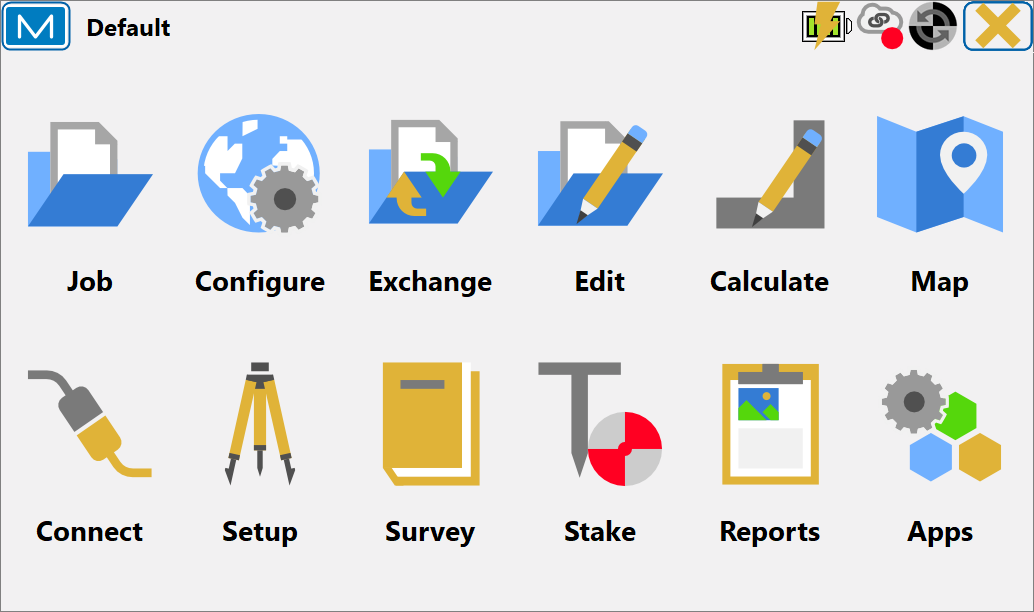 Default
Job
Configure
Exchange
Edit
Calculate
Map
Connect
Setup
Survey
Stake
Reports
Apps